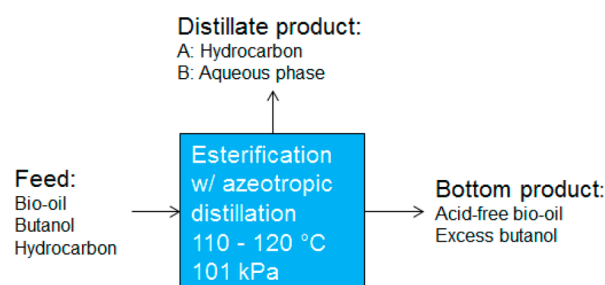 Distillate product:
A: Hydrocarbon
B: Aqueous phase
Feed:
Bio-oil
Butanol
Hydrocarbon
Esterification
w/ azeotropic
distillation
110 - 120 °C
101 kPa
Bottom product:
Acid-free bio-oil
Excess butanol